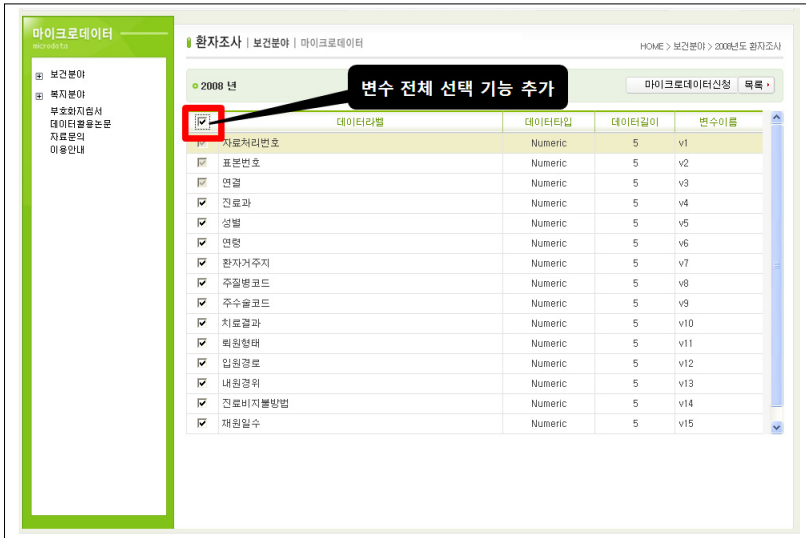 마이크로데이터
microdata
보건분야
복지분야
부호화지침서
데이터활용논문
자료문의
이용안내
환자조사 | 보건분야 | 마이크로데이터
HOME > 보건분야 > 2008년도 환자조사
2008 년
변수 전체 선택 기능 추가
마이크로데이터신청 목록
데이터라벨 데이터타입 데이터길이 변수이름
자료처리번호 Numeric 5 v1
표본번호 Numeric 5 v2
연결 Numeric 5 v3
진료과 Numeric 5 v4
성별 Numeric 5 v5
연령 Numeric 5 v6
환자거주지 Numeric 5 v7
주질병코드 Numeric 5 v8
주수술코드 Numeric 5 v9
치료결과 Numeric 5 v10
퇴원형태 Numeric 5 v11
입원경로 Numeric 5 v12
내원경위 Numeric 5 v13
진료비지불방법 Numeric 5 v14
재원일수 Numeric 5 v15